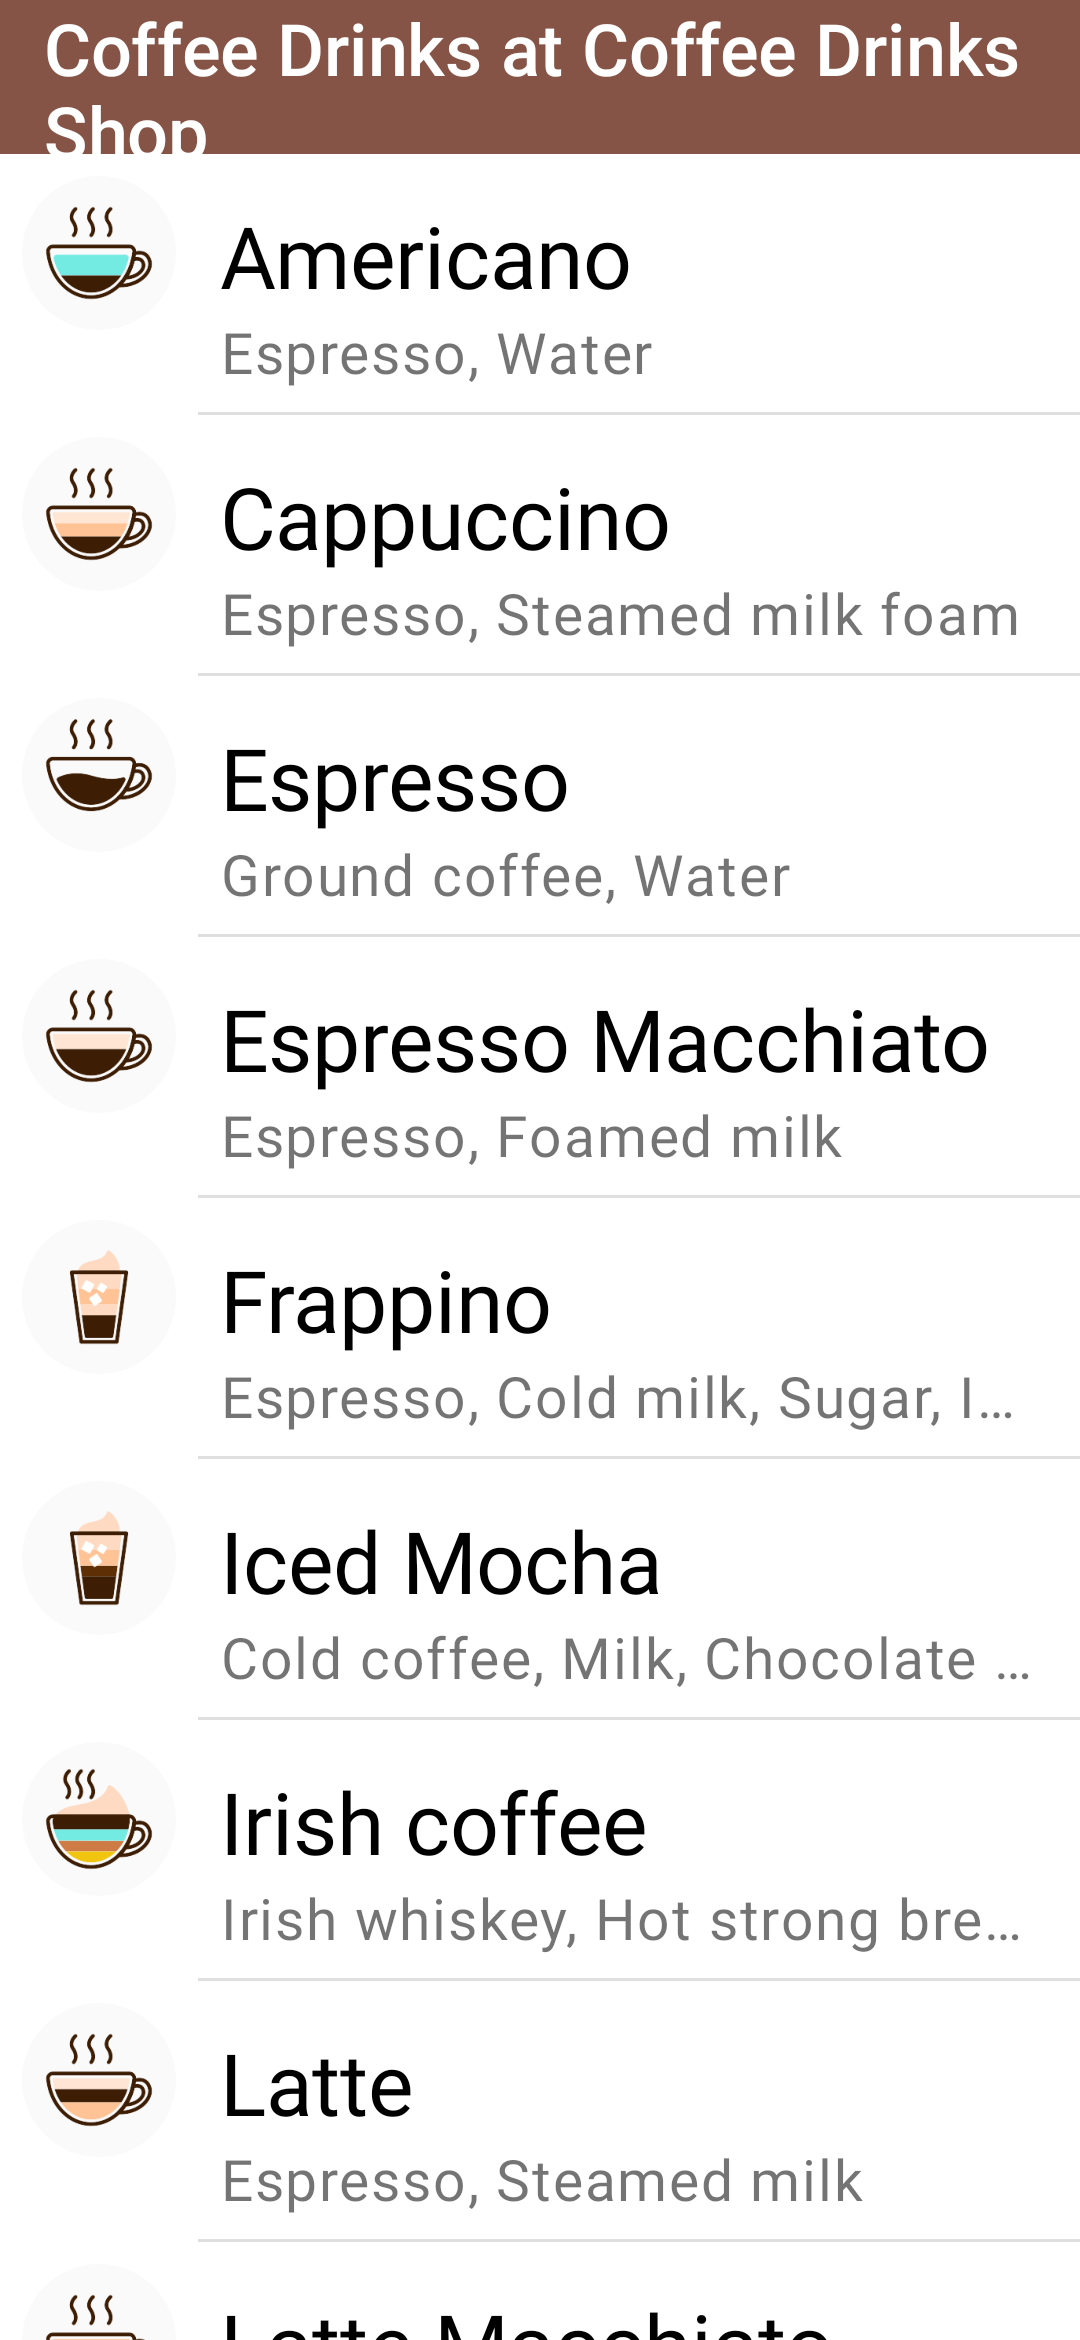 Coffee Drinks at Coffee Drinks
Shop
Americano
Espresso, Water
Cappuccino
Espresso, Steamed milk foam
Espresso
Ground coffee, Water
Espresso Macchiato
Espresso, Foamed milk
Frappino
Espresso, Cold milk, Sugar, I…
Iced Mocha
Cold coffee, Milk, Chocolate …
Irish coffee
Irish whiskey, Hot strong bre…
Latte
Espresso, Steamed milk
Latte Macchiato